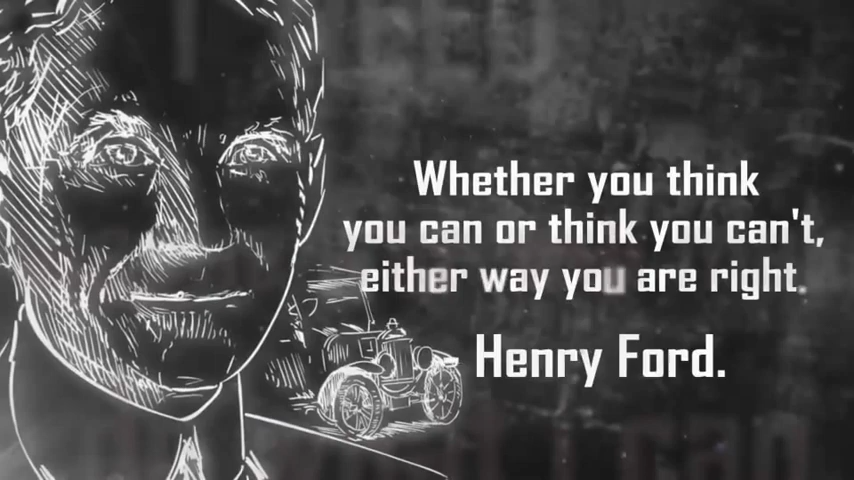 Whether you think
you can or think you can't,
either way you are right.
Henry Ford.